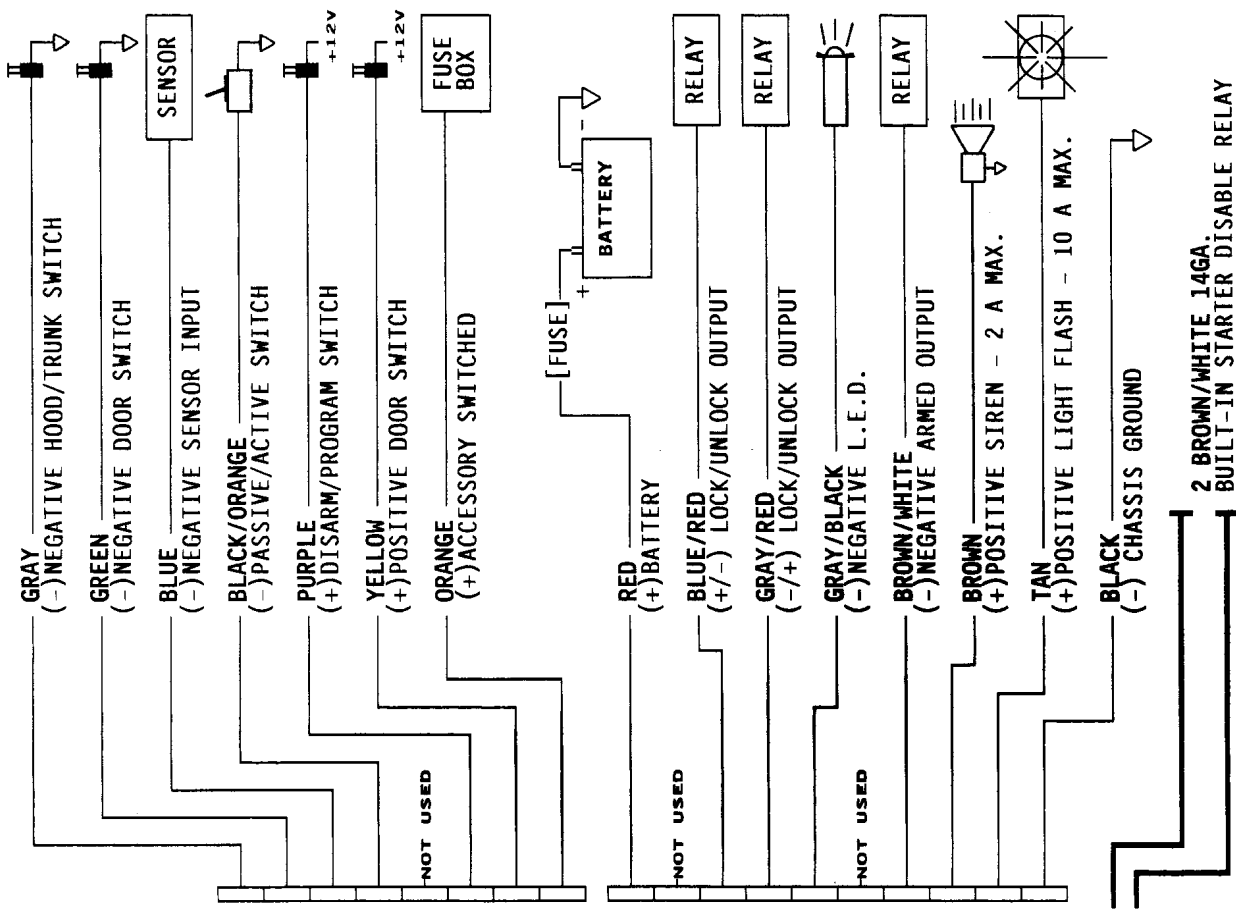 GRAY
(-)NEGATIVE HOOD/TRUNK SWITCH
GREEN
(-)NEGATIVE DOOR SWITCH
BLUE
(-)NEGATIVE SENSOR INPUT
SENSOR
BLACK/ORANGE
(-)PASSIVE/ACTIVE SWITCH
PURPLE
(+)DISARM/PROGRAM SWITCH
+12V
YELLOW
(+)POSITIVE DOOR SWITCH
+12V
ORANGE
(+)ACCESSORY SWITCHED
FUSE
BOX
NOT USED
RED
(+)BATTERY
[FUSE]
+
BATTERY
-
NOT USED
BLUE/RED
(+/-) LOCK/UNLOCK OUTPUT
RELAY
GRAY/RED
(-/+) LOCK/UNLOCK OUTPUT
RELAY
GRAY/BLACK
(-)NEGATIVE L.E.D.
NOT USED
BROWN/WHITE
(-)NEGATIVE ARMED OUTPUT
RELAY
BROWN
(+)POSITIVE SIREN - 2 A MAX.
TAN
(+)POSITIVE LIGHT FLASH - 10 A MAX.
BLACK
(-) CHASSIS GROUND
2 BROWN/WHITE 14GA.
BUILT-IN STARTER DISABLE RELAY